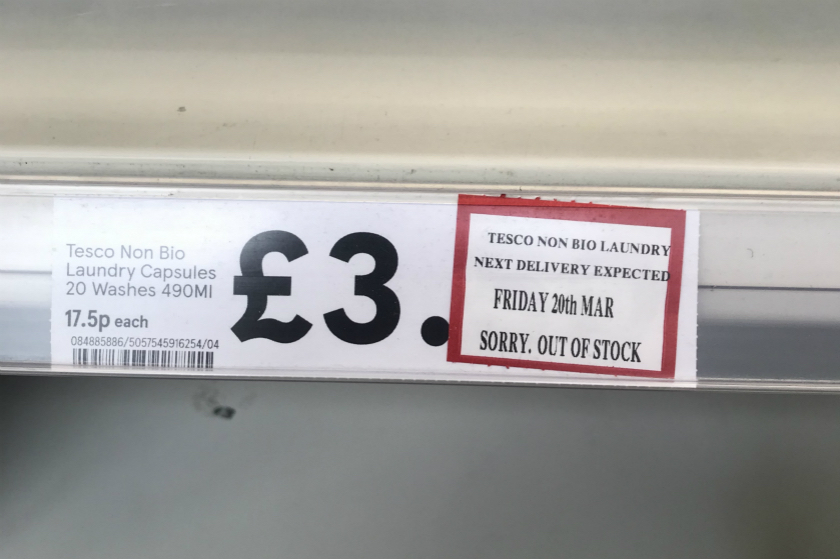 Tesco Non Bio
Laundry Capsules
20 Washes 490Ml
17.5p each
084885886/5057545916254/04
£3.
TESCO NON BIO LAUNDRY
NEXT DELIVERY EXPECTED
FRIDAY 20th MAR
SORRY. OUT OF STOCK